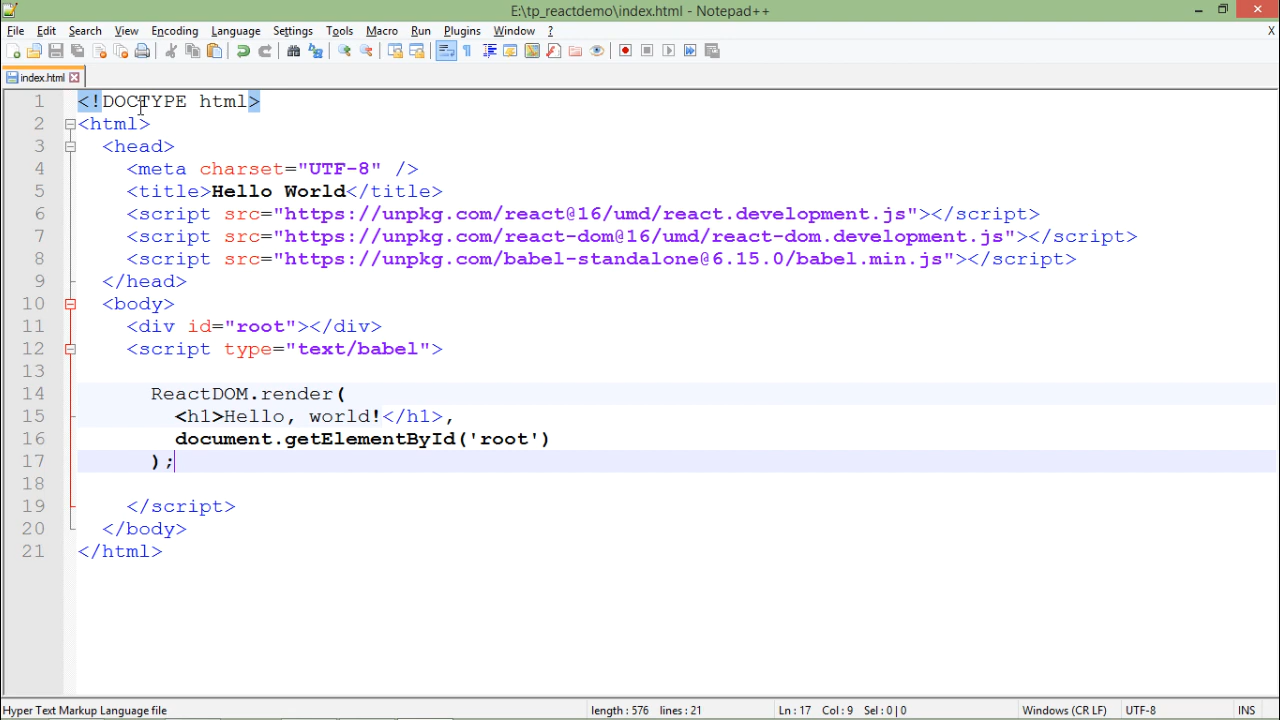 E:\tp_reactdemo\index.html - Notepad++
File Edit Search View Encoding Language Settings Tools Macro Run Plugins Window ? X
index.html
1 <!DOCTYPE html>
2 <html>
3 <head>
4 <meta charset="UTF-8" />
5 <title>Hello World</title>
6 <script src="https://unpkg.com/react@16/umd/react.development.js"></script>
7 <script src="https://unpkg.com/react-dom@16/umd/react-dom.development.js"></script>
8 <script src="https://unpkg.com/babel-standalone@6.15.0/babel.min.js"></script>
9 </head>
10 <body>
11 <div id="root"></div>
12 <script type="text/babel">
13
14 ReactDOM.render(
15 <h1>Hello, world!</h1>,
16 document.getElementById('root')
17 );
18
19 </script>
20 </body>
21 </html>
Hyper Text Markup Language file length : 576 lines : 21 Ln : 17 Col : 9 Sel : 0 | 0 Windows (CR LF) UTF-8 INS